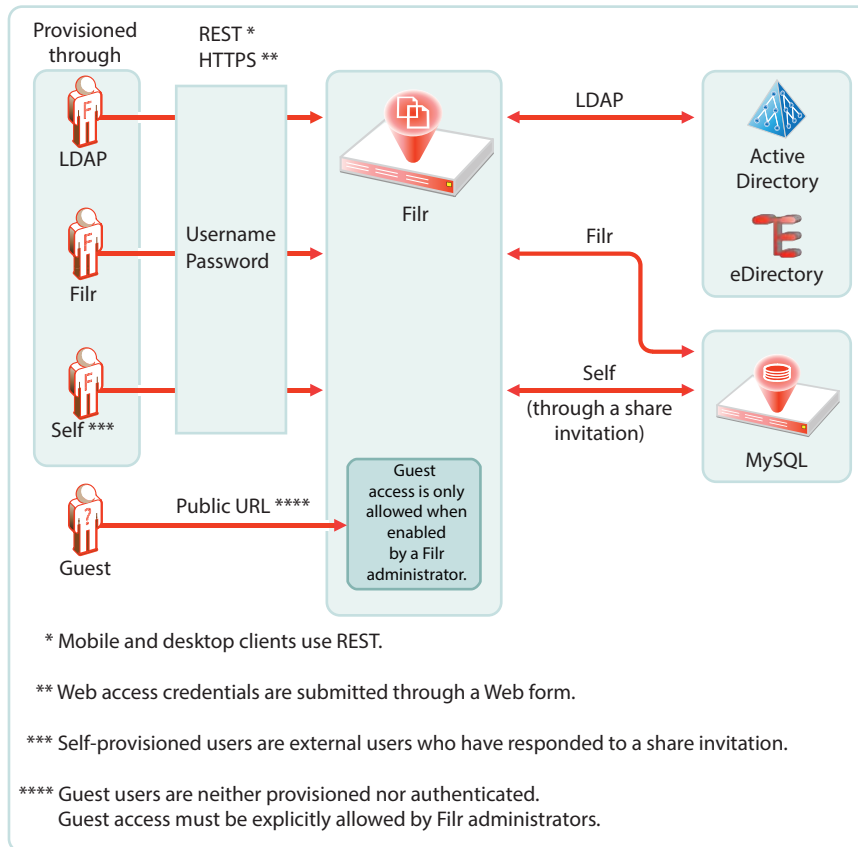 Provisioned
through
REST *
HTTPS **
F
LDAP
F
Filr
F
Self ***
Username
Password
Filr
LDAP
Active
Directory
E
eDirectory
Filr
Self
(through a share
invitation)
MySQL
?
Guest
Public URL ****
Guest
access is only
allowed when
enabled
by a Filr
administrator.
* Mobile and desktop clients use REST.
** Web access credentials are submitted through a Web form.
*** Self-provisioned users are external users who have responded to a share invitation.
**** Guest users are neither provisioned nor authenticated.
Guest access must be explicitly allowed by Filr administrators.